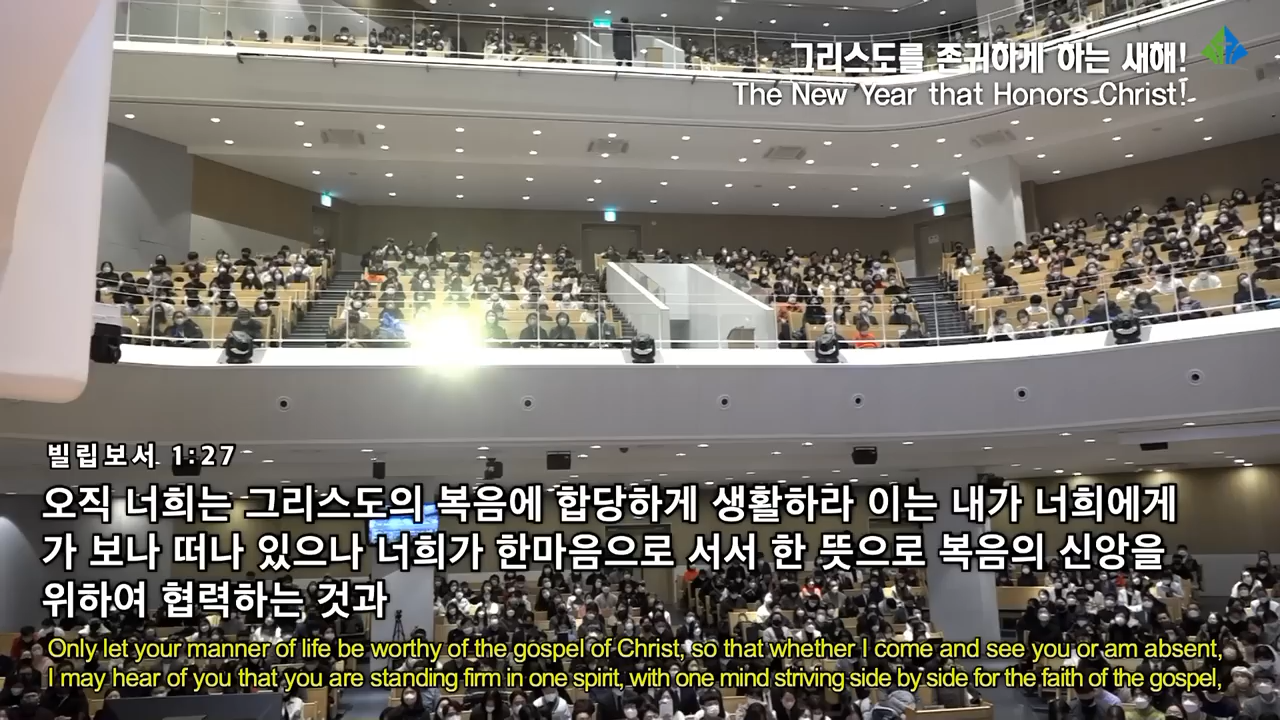 그리스도를 존귀하게 하는 새해!
The New Year that Honors Christ!
빌립보서 1:27
오직 너희는 그리스도의 복음에 합당하게 생활하라 이는 내가 너희에게
가 보나 떠나 있으나 너희가 한마음으로 서서 한 뜻으로 복음의 신앙을
위하여 협력하는 것과
Only let your manner of life be worthy of the gospel of Christ, so that whether I come and see you or am absent,
I may hear of you that you are standing firm in one spirit, with one mind striving side by side for the faith of the gospel,